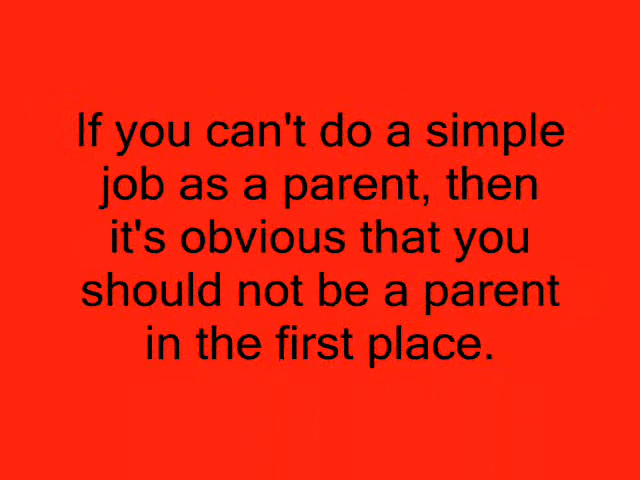 If you can't do a simple
job as a parent, then
it's obvious that you
should not be a parent
in the first place.